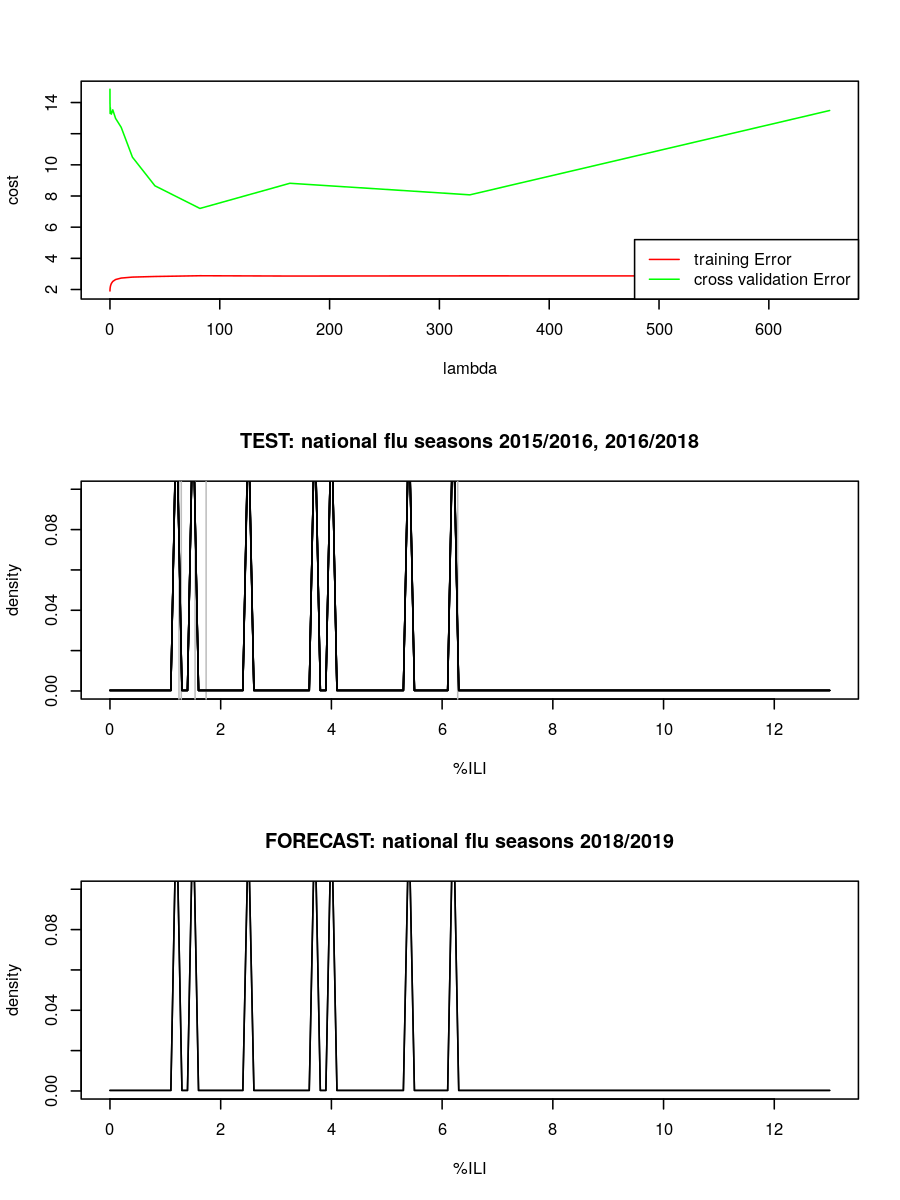 14
10
8
6
4
2
cost
training Error
cross validation Error
0 100 200 300 400 500 600
lambda
TEST: national flu seasons 2015/2016, 2016/2018
0.08
0.04
0.00
density
0 2 4 6 8 10 12
%ILI
FORECAST: national flu seasons 2018/2019
0.08
0.04
0.00
density
0 2 4 6 8 10 12
%ILI